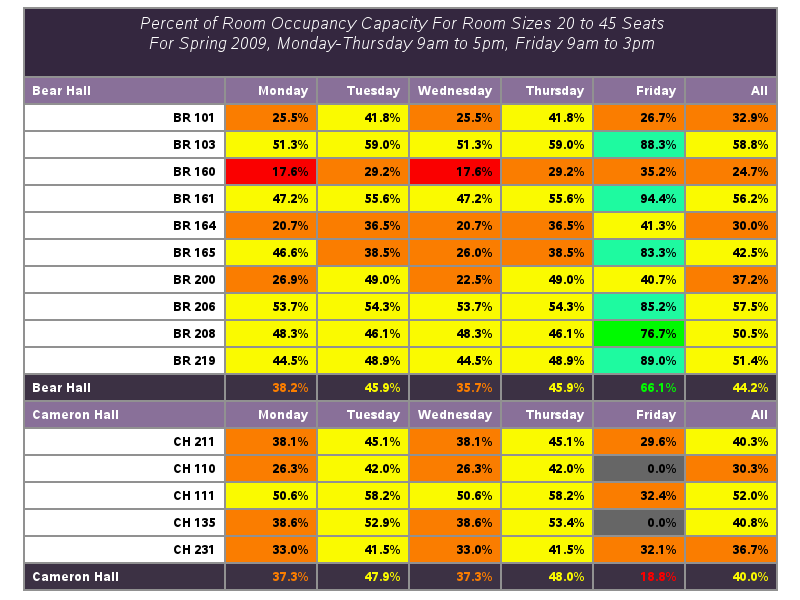 Percent of Room Occupancy Capacity For Room Sizes 20 to 45 Seats
For Spring 2009, Monday-Thursday 9am to 5pm, Friday 9am to 3pm
Bear Hall Monday Tuesday Wednesday Thursday Friday All
BR 101 25.5% 41.8% 25.5% 41.8% 26.7% 32.9%
BR 103 51.3% 59.0% 51.3% 59.0% 88.3% 58.8%
BR 160 17.6% 29.2% 17.6% 29.2% 35.2% 24.7%
BR 161 47.2% 55.6% 47.2% 55.6% 94.4% 56.2%
BR 164 20.7% 36.5% 20.7% 36.5% 41.3% 30.0%
BR 165 46.6% 38.5% 26.0% 38.5% 83.3% 42.5%
BR 200 26.9% 49.0% 22.5% 49.0% 40.7% 37.2%
BR 206 53.7% 54.3% 53.7% 54.3% 85.2% 57.5%
BR 208 48.3% 46.1% 48.3% 46.1% 76.7% 50.5%
BR 219 44.5% 48.9% 44.5% 48.9% 89.0% 51.4%
Bear Hall 38.2% 45.9% 35.7% 45.9% 66.1% 44.2%
Cameron Hall Monday Tuesday Wednesday Thursday Friday All
CH 211 38.1% 45.1% 38.1% 45.1% 29.6% 40.3%
CH 110 26.3% 42.0% 26.3% 42.0% 0.0% 30.3%
CH 111 50.6% 58.2% 50.6% 58.2% 32.4% 52.0%
CH 135 38.6% 52.9% 38.6% 53.4% 0.0% 40.8%
CH 231 33.0% 41.5% 33.0% 41.5% 32.1% 36.7%
Cameron Hall 37.3% 47.9% 37.3% 48.0% 18.8% 40.0%